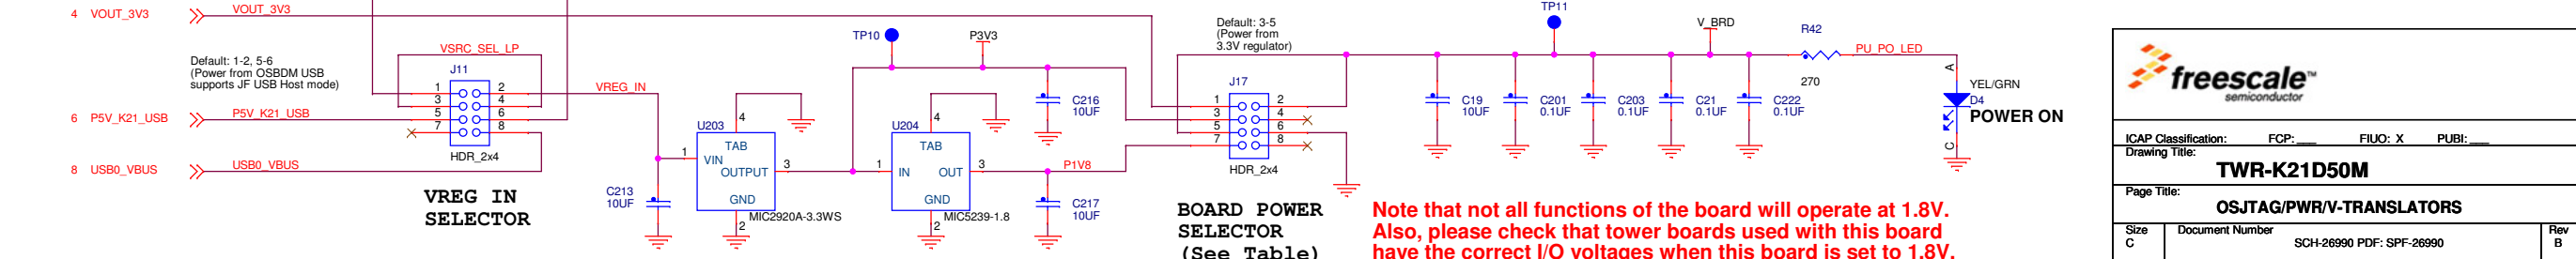 4 VOUT_3V3
VOUT_3V3
Default: 1-2, 5-6
(Power from OSBDM USB
supports JF USB Host mode)
VSRC_SEL_LP
J11
1 2
3 4
5 6
7 8
HDR_2x4
6 P5V_K21_USB
P5V_K21_USB
8 USB0_VBUS
USB0_VBUS
VREG IN
SELECTOR
VREG_IN
C213
10UF
U203
4
TAB
1 VIN
OUTPUT 3
GND
2
MIC2920A-3.3WS
TP10
P3V3
U204
4
TAB
1 IN
OUT 3
GND
2
MIC5239-1.8
C216
10UF
P1V8
C217
10UF
Default: 3-5
(Power from
3.3V regulator)
J17
1 2
3 4
5 6
7 8
HDR_2x4
BOARD POWER
SELECTOR
(See Table)
TP11
V_BRD
C19
10UF
C201
0.1UF
C203
0.1UF
C21
0.1UF
C222
0.1UF
R42
270
PU_PO_LED
A
YEL/GRN
D4
POWER ON
C
Note that not all functions of the board will operate at 1.8V.
Also, please check that tower boards used with this board
have the correct I/O voltages when this board is set to 1.8V.
freescale™
semiconductor
ICAP Classification: FCP: ___ FIUO: X PUBI: ___
Drawing Title:
TWR-K21D50M
Page Title:
OSJTAG/PWR/V-TRANSLATORS
Size Document Number Rev
C SCH-26990 PDF: SPF-26990 B